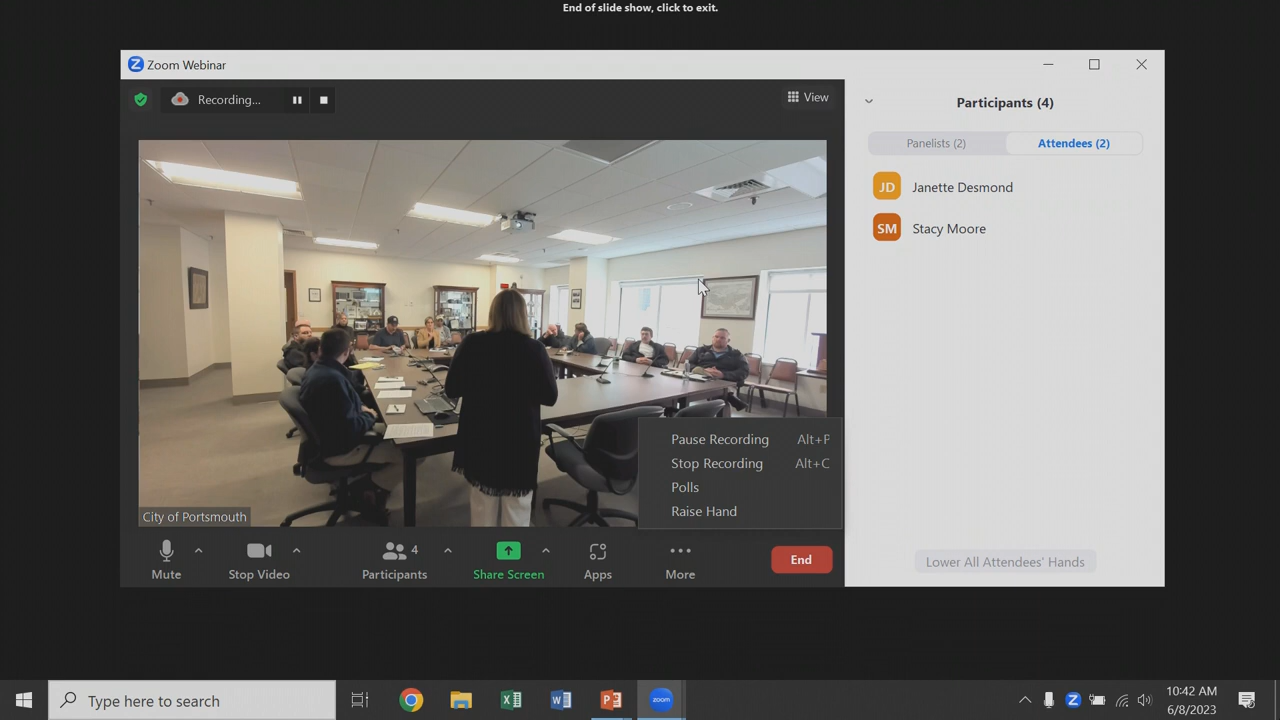 End of slide show, click to exit.
Zoom Webinar
Recording...
View
Participants (4)
Panelists (2)
Attendees (2)
JD Janette Desmond
SM Stacy Moore
Pause Recording Alt+P
Stop Recording Alt+C
Polls
Raise Hand
City of Portsmouth
4
Mute
Stop Video
Participants
Share Screen
Apps
More
End
Lower All Attendees' Hands
Type here to search
zoom
10:42 AM
6/8/2023